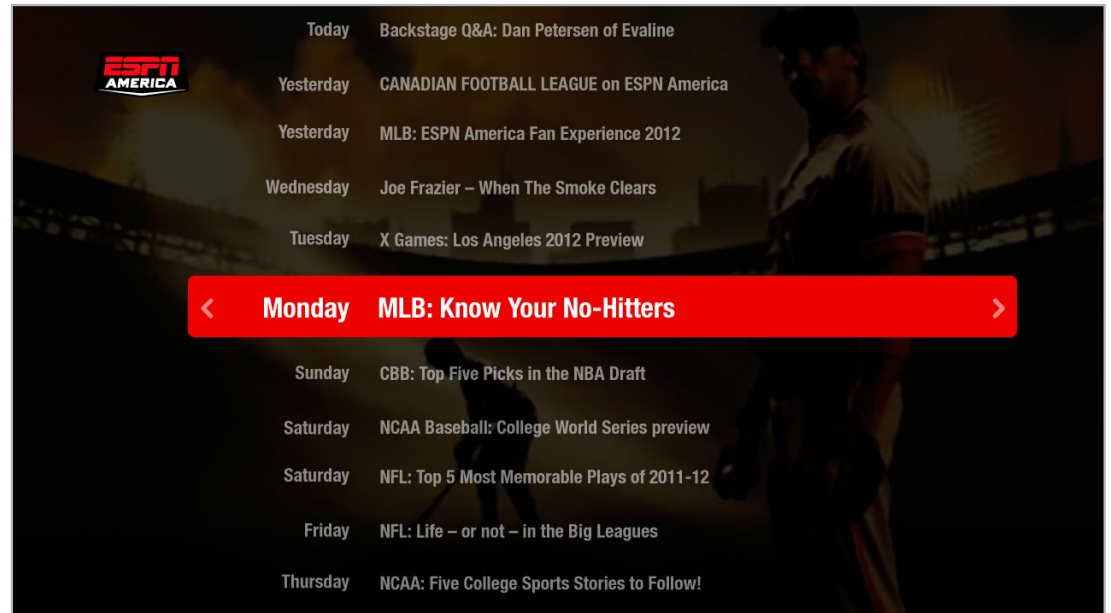 Today Backstage Q&A: Dan Petersen of Evaline
ESPN
AMERICA
Yesterday CANADIAN FOOTBALL LEAGUE on ESPN America
Yesterday MLB: ESPN America Fan Experience 2012
Wednesday Joe Frazier – When The Smoke Clears
Tuesday X Games: Los Angeles 2012 Preview
Monday MLB: Know Your No-Hitters
Sunday CBB: Top Five Picks in the NBA Draft
Saturday NCAA Baseball: College World Series preview
Saturday NFL: Top 5 Most Memorable Plays of 2011-12
Friday NFL: Life – or not – in the Big Leagues
Thursday NCAA: Five College Sports Stories to Follow!